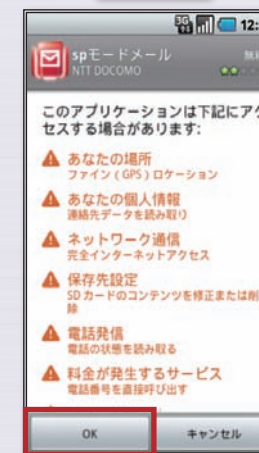 3G 12:
spモードメール
NTT DOCOMO
このアプリケーションは下記にアク
セスする場合があります:
あなたの場所
ファイン(GPS)ロケーション
あなたの個人情報
連絡先データを読み取り
ネットワーク通信
完全インターネットアクセス
保存先設定
SD カードのコンテンツを修正または削
除
電話発信
電話の状態を読み取る
料金が発生するサービス
電話番号を直接呼び出す
OK
キャンセル